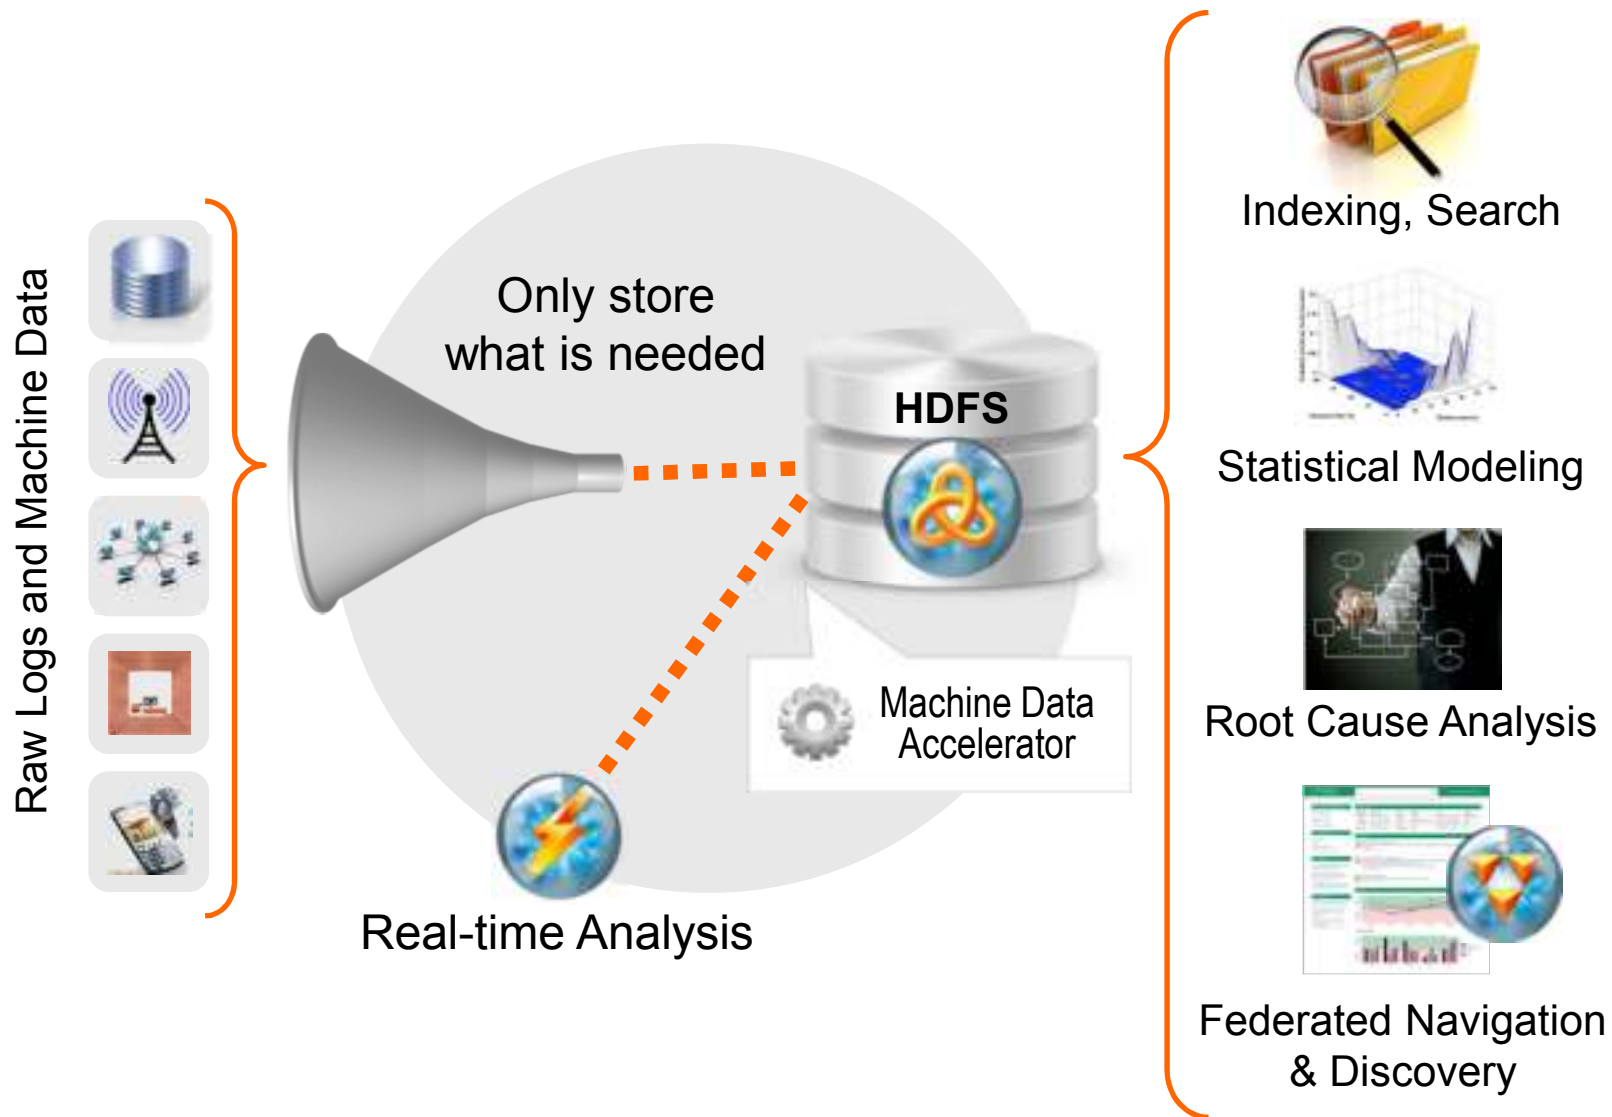 Raw Logs and Machine Data
Only store
what is needed
HDFS
Machine Data
Accelerator
Real-time Analysis
Indexing, Search
Statistical Modeling
Root Cause Analysis
Federated Navigation
& Discovery